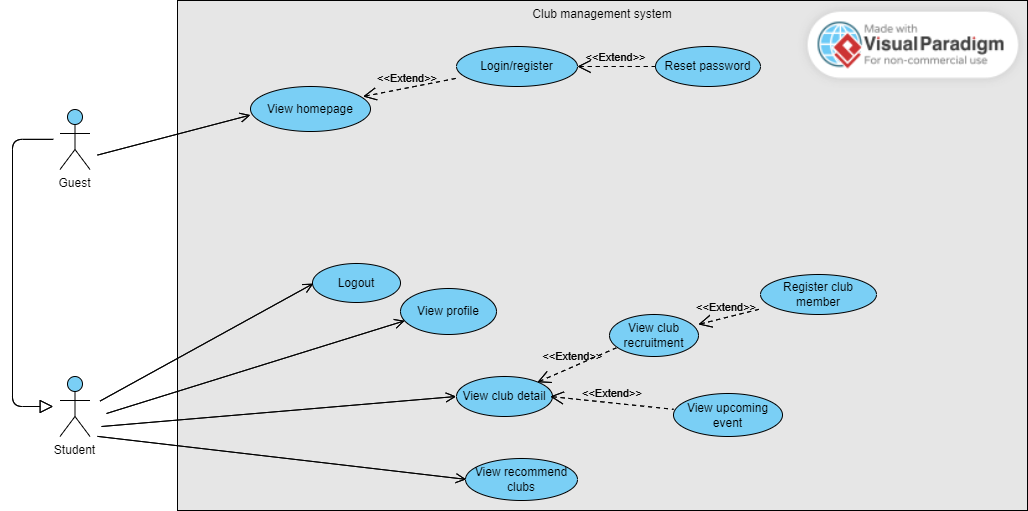 Club management system
Made with
Visual Paradigm
For non-commercial use
Login/register
<<Extend>>
Reset password
<<Extend>>
View homepage
Guest
Logout
View profile
Register club
member
<<Extend>>
View club
recruitment
<<Extend>>
View club detail
<<Extend>>
View upcoming
event
Student
View recommend
clubs